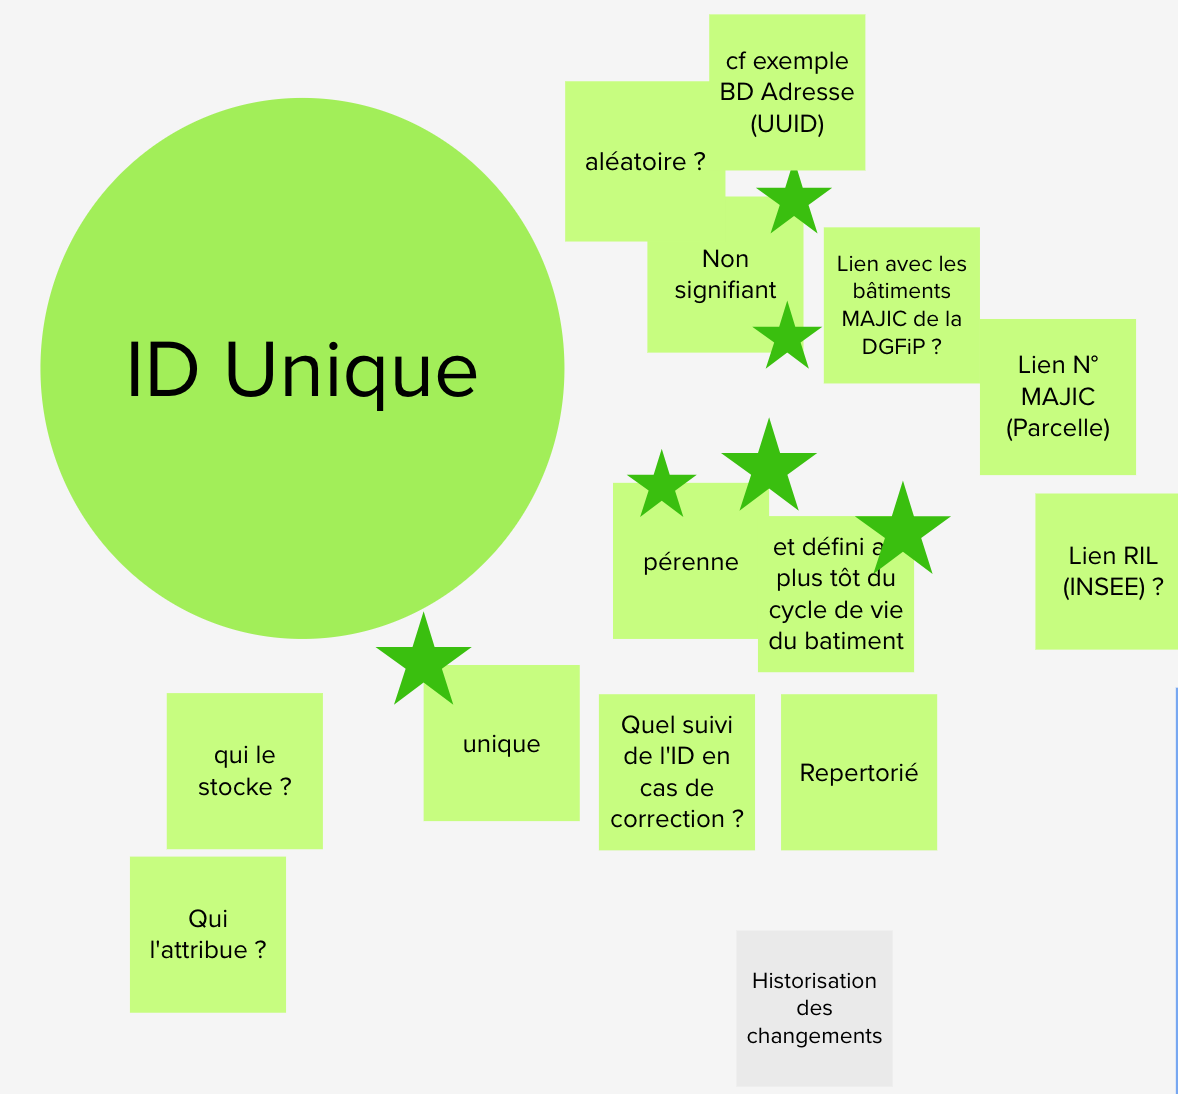 cf exemple
BD Adresse
(UUID)
aléatoire ?
Non
signifiant
Lien avec les
bâtiments
MAJIC de la
DGFiP ?
Lien N°
MAJIC
(Parcelle)
ID Unique
pérenne
et défini a
plus tôt du
cycle de vie
du batiment
Lien RIL
(INSEE) ?
unique
qui le
stocke ?
Quel suivi
de l'ID en
cas de
correction ?
Repertorié
Qui
l'attribue ?
Historisation
des
changements